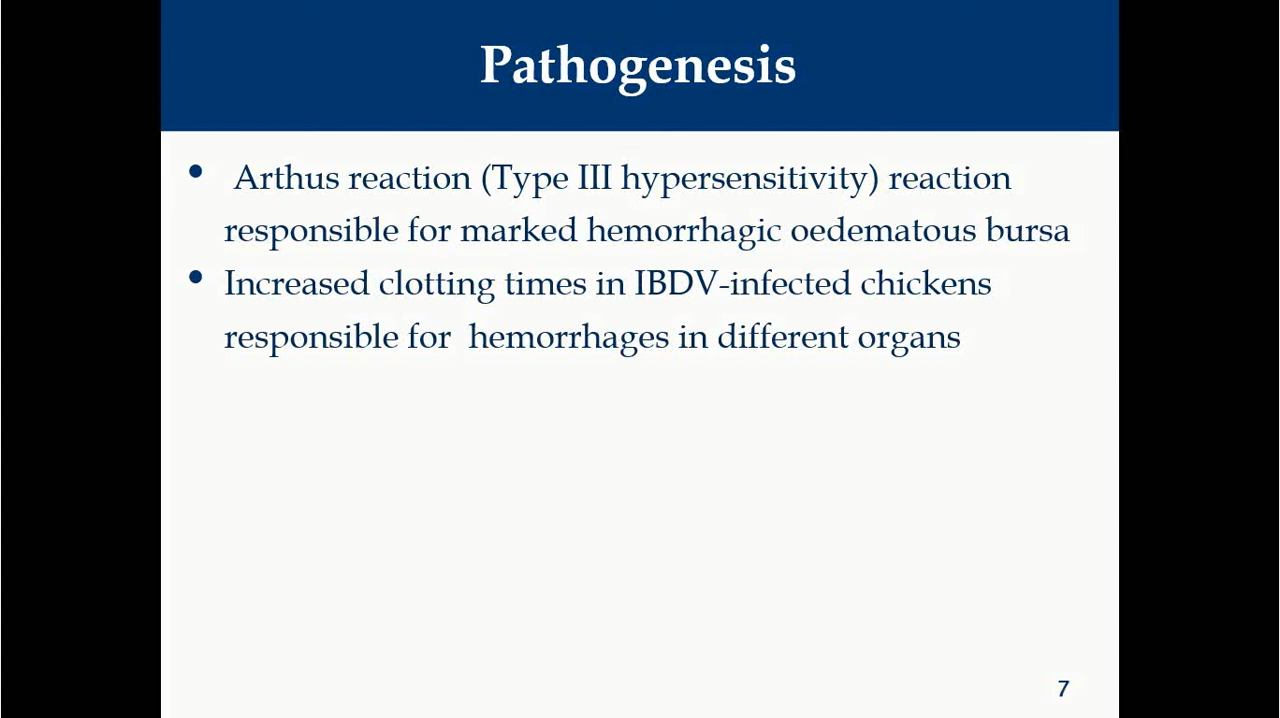 Pathogenesis
• Arthus reaction (Type III hypersensitivity) reaction
responsible for marked hemorrhagic oedematous bursa
• Increased clotting times in IBDV-infected chickens
responsible for hemorrhages in different organs
7